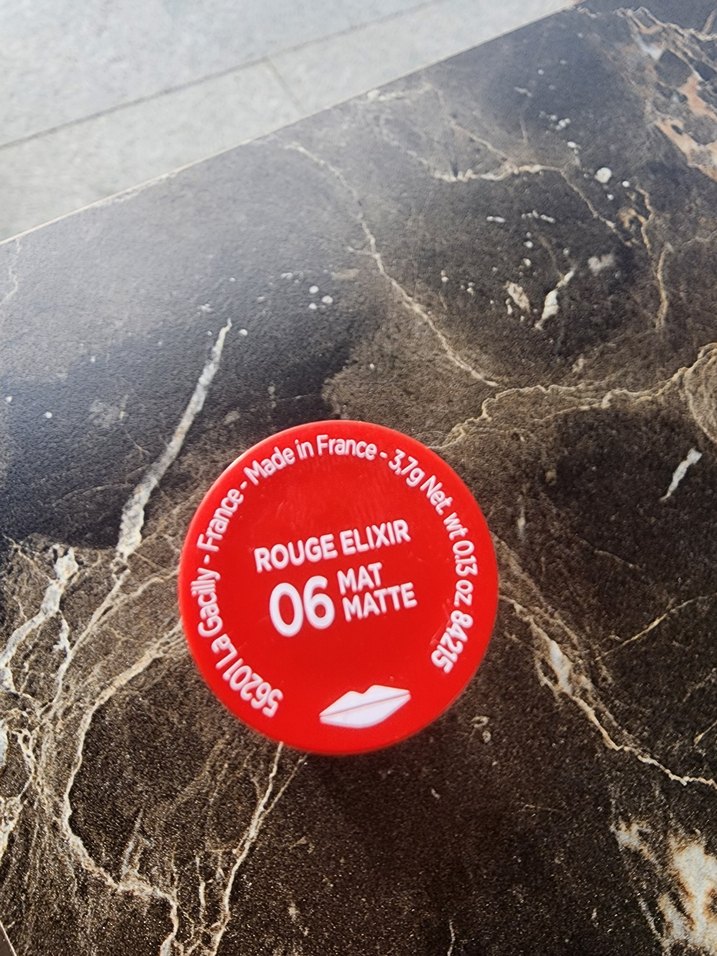 56201 La Gacilly - France - Made in France - 3,7g Net. wt 0.13 oz 84215
ROUGE ELIXIR
06 MAT
MATTE